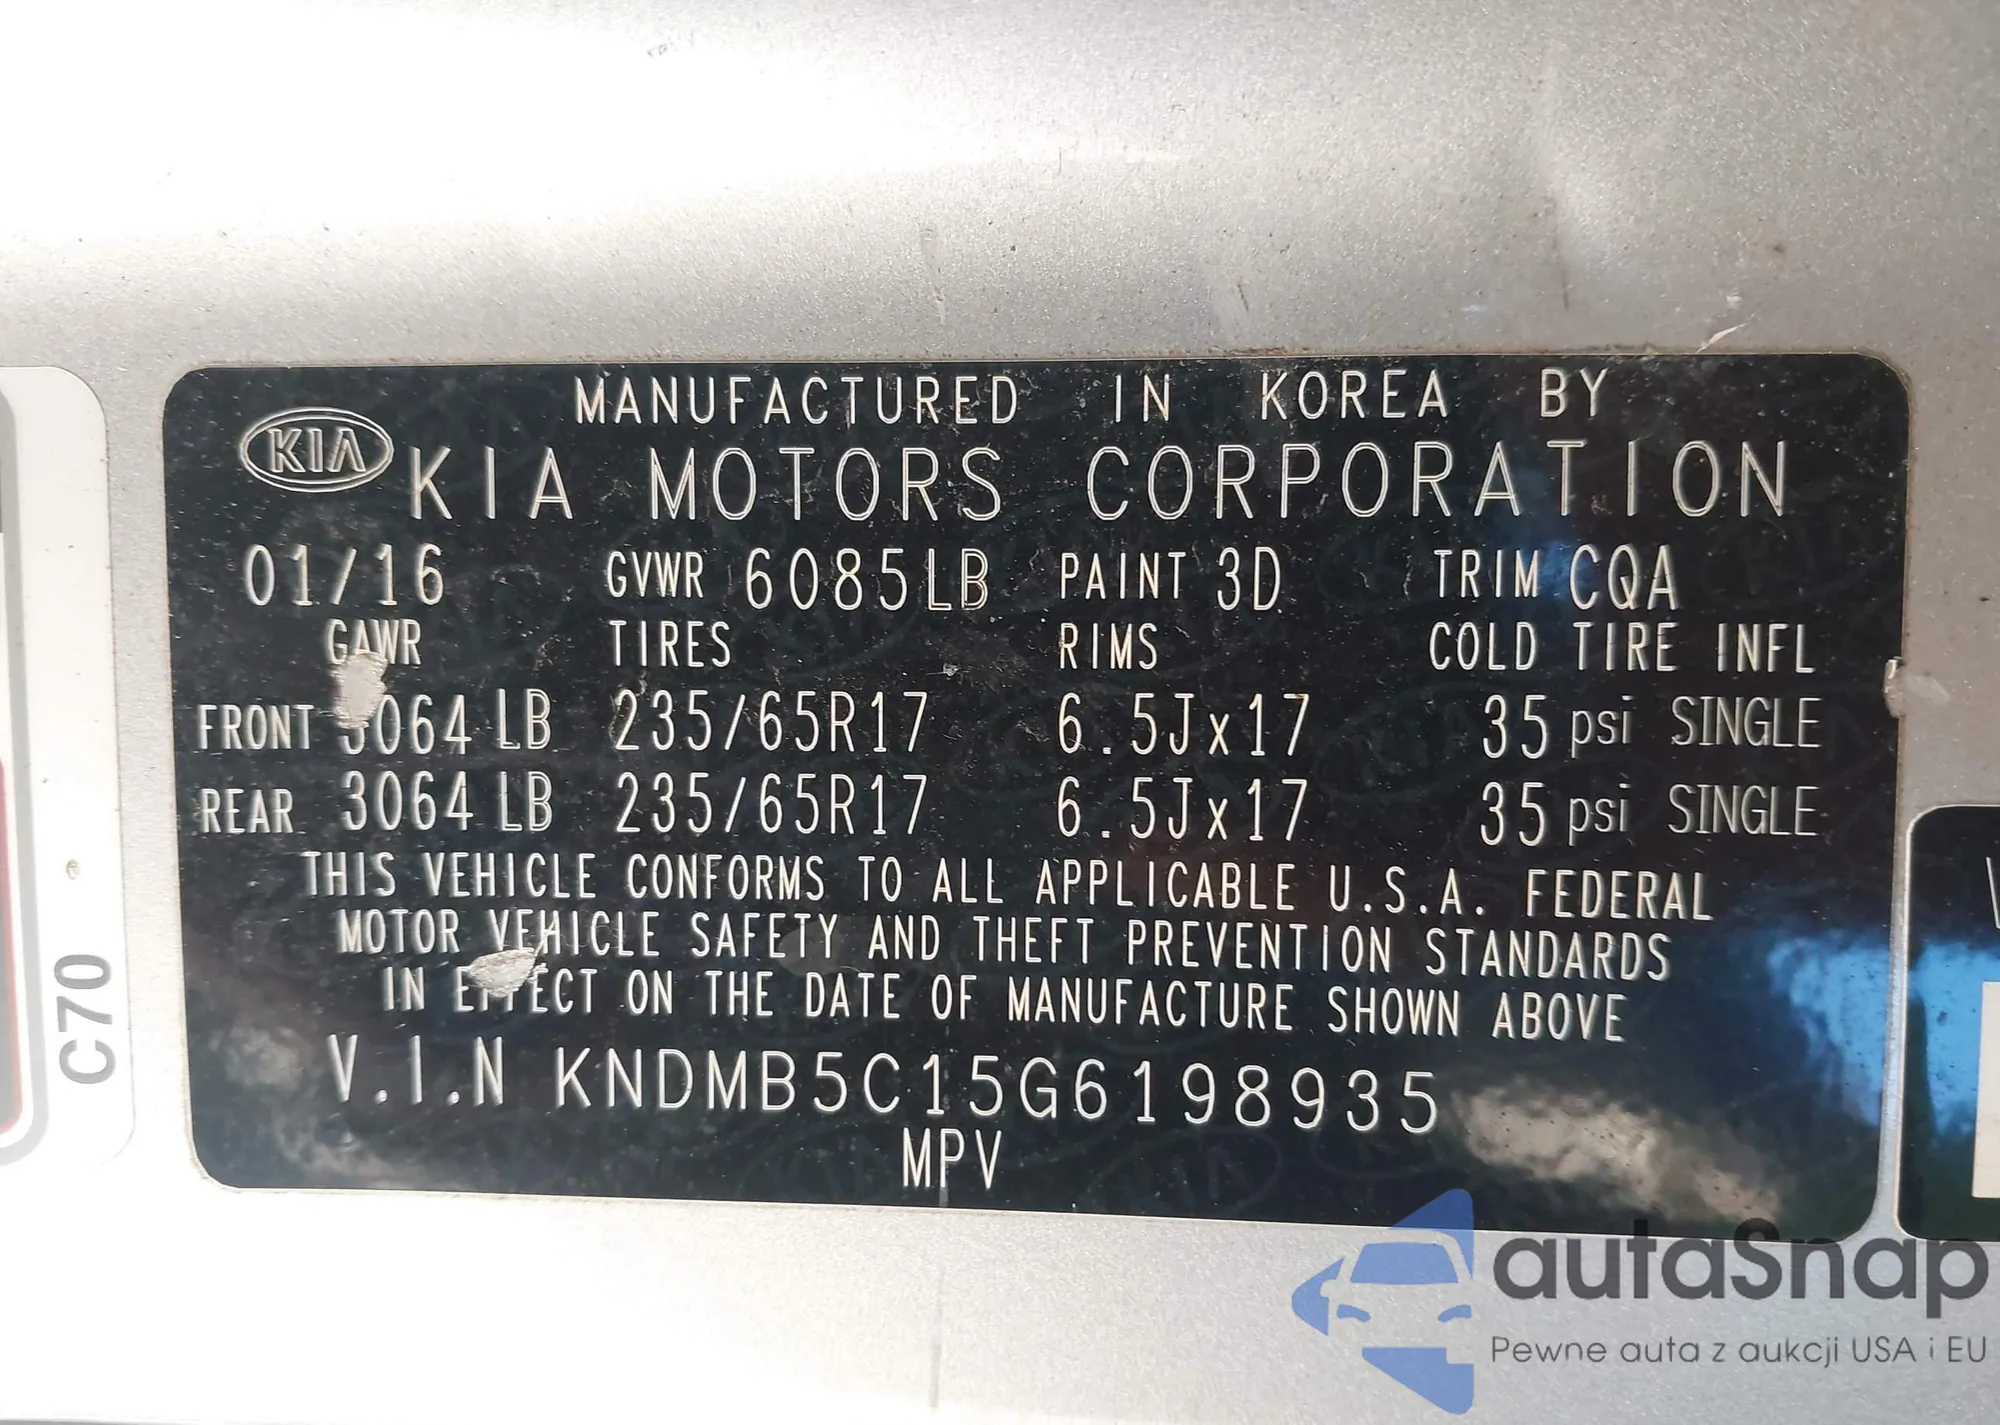 MANUFACTURED IN KOREA BY
KIA KIA MOTORS CORPORATION
01/16 GVWR 6085LB PAINT 3D TRIM CQA
GAWR TIRES RIMS COLD TIRE INFL
FRONT 3064 LB 235/65R17 6.5Jx17 35 psi SINGLE
REAR 3064 LB 235/65R17 6.5Jx17 35 psi SINGLE
THIS VEHICLE CONFORMS TO ALL APPLICABLE U.S.A. FEDERAL
MOTOR VEHICLE SAFETY AND THEFT PREVENTION STANDARDS
IN EFFECT ON THE DATE OF MANUFACTURE SHOWN ABOVE
V.I.N KNDMB5C15G6198935
MPV
C70
autaSnap
Pewne auta z aukcji USA i EU